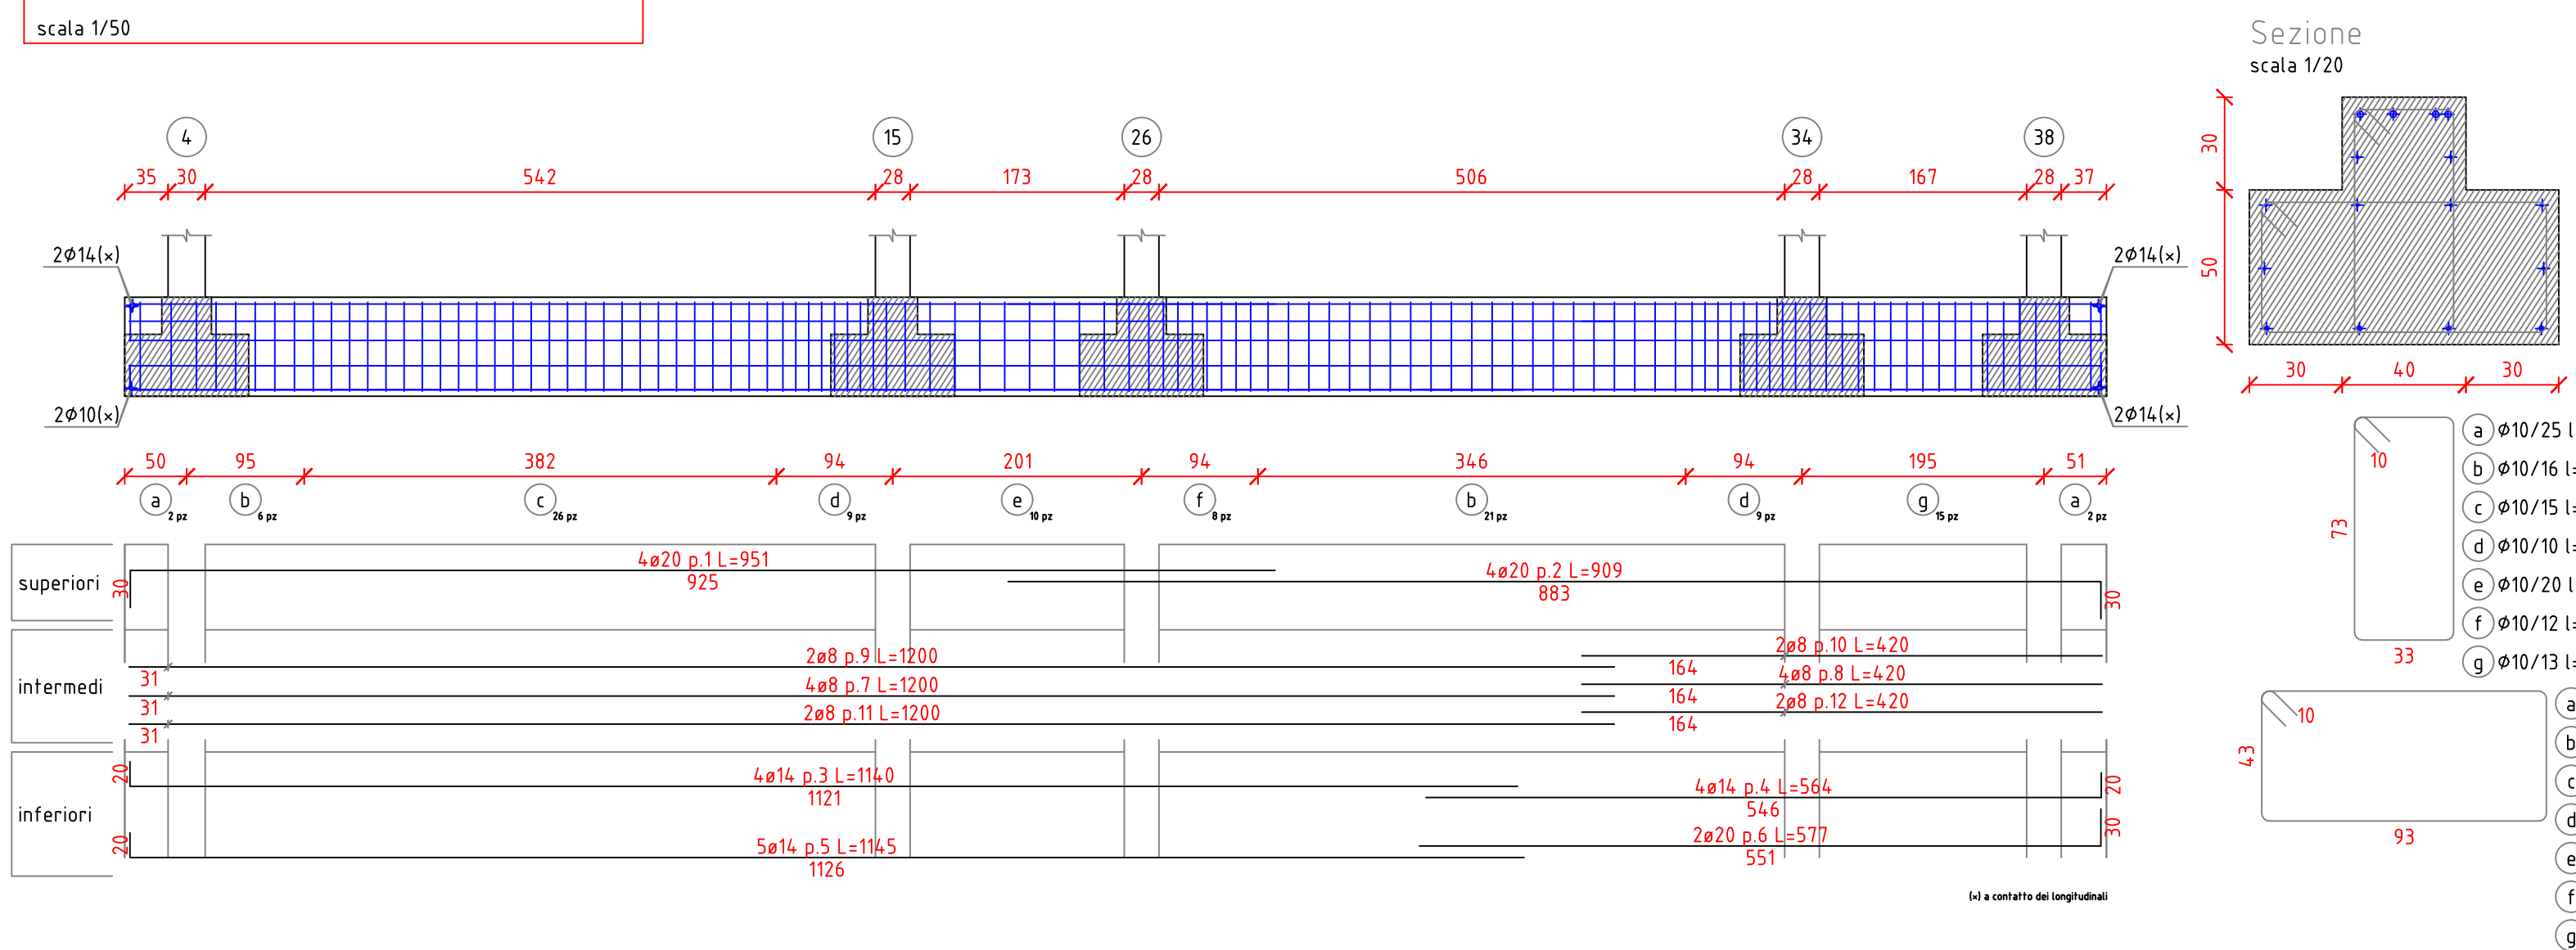 scala 1/50
Sezione
scala 1/20
4 15 26 34 38
35 30 542 28 173 28 506 28 167 28 37
2Ø14(×) 2Ø14(×)
2Ø10(×) 2Ø14(×)
30
50
30 40 30
50 95 382 94 201 94 346 94 195 51
a 2 pz b 6 pz c 26 pz d 9 pz e 10 pz f 8 pz b 21 pz d 9 pz g 15 pz a 2 pz
superiori
30 4ø20 p.1 L=951
925
4ø20 p.2 L=909
883 30
intermedi
2ø8 p.9 L=1200
31
2ø8 p.10 L=420
164
4ø8 p.7 L=1200
31
4ø8 p.8 L=420
164
2ø8 p.11 L=1200
31
2ø8 p.12 L=420
164
inferiori
20 4ø14 p.3 L=1140
1121
4ø14 p.4 L=564
546 20
20 5ø14 p.5 L=1145
1126
2ø20 p.6 L=577
551 30
(×) a contatto dei longitudinali
10
73
33
a Ø10/25 l
b Ø10/16 l=
c Ø10/15 l=
d Ø10/10 l=
e Ø10/20 l
f Ø10/12 l=
g Ø10/13 l=
10
43
93
a
b
c
d
e
f
g